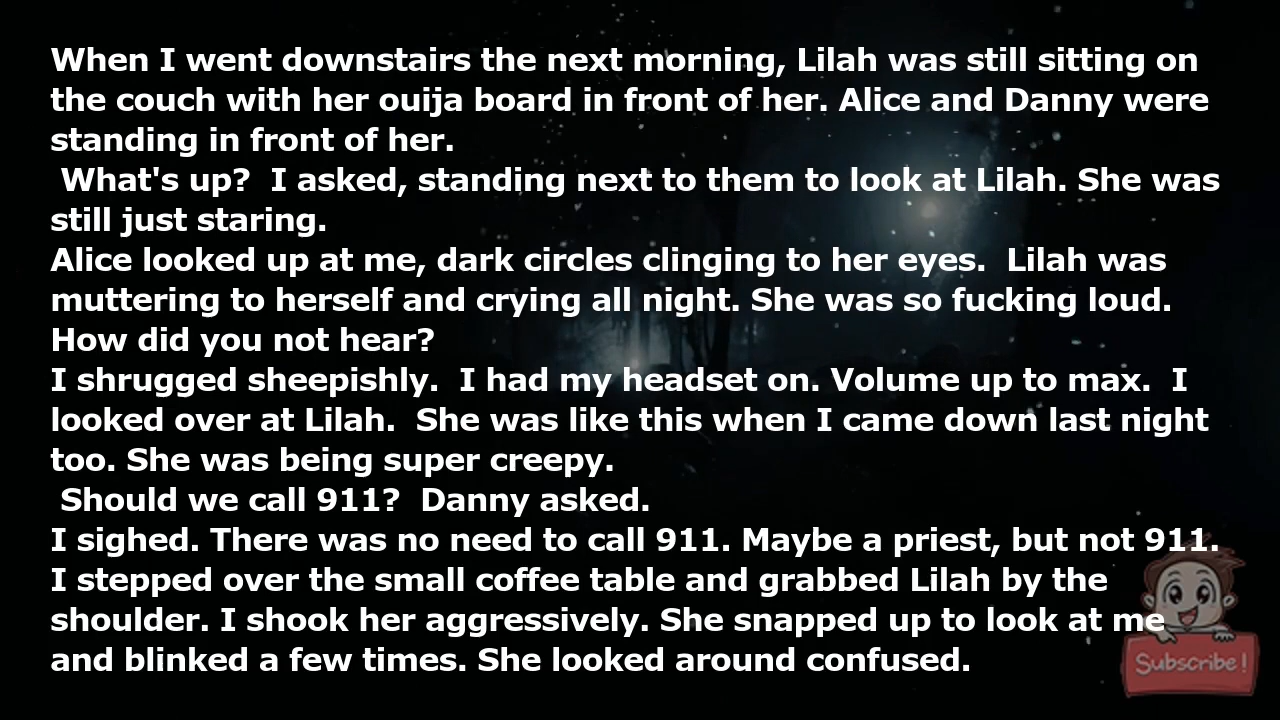 When I went downstairs the next morning, Lilah was still sitting on
the couch with her ouija board in front of her. Alice and Danny were
standing in front of her.
What's up?  I asked, standing next to them to look at Lilah. She was
still just staring.
Alice looked up at me, dark circles clinging to her eyes.  Lilah was
muttering to herself and crying all night. She was so fucking loud.
How did you not hear?
I shrugged sheepishly.  I had my headset on. Volume up to max.  I
looked over at Lilah.  She was like this when I came down last night
too. She was being super creepy.
Should we call 911?  Danny asked.
I sighed. There was no need to call 911. Maybe a priest, but not 911.
I stepped over the small coffee table and grabbed Lilah by the
shoulder. I shook her aggressively. She snapped up to look at me
and blinked a few times. She looked around confused.
Subscribe!